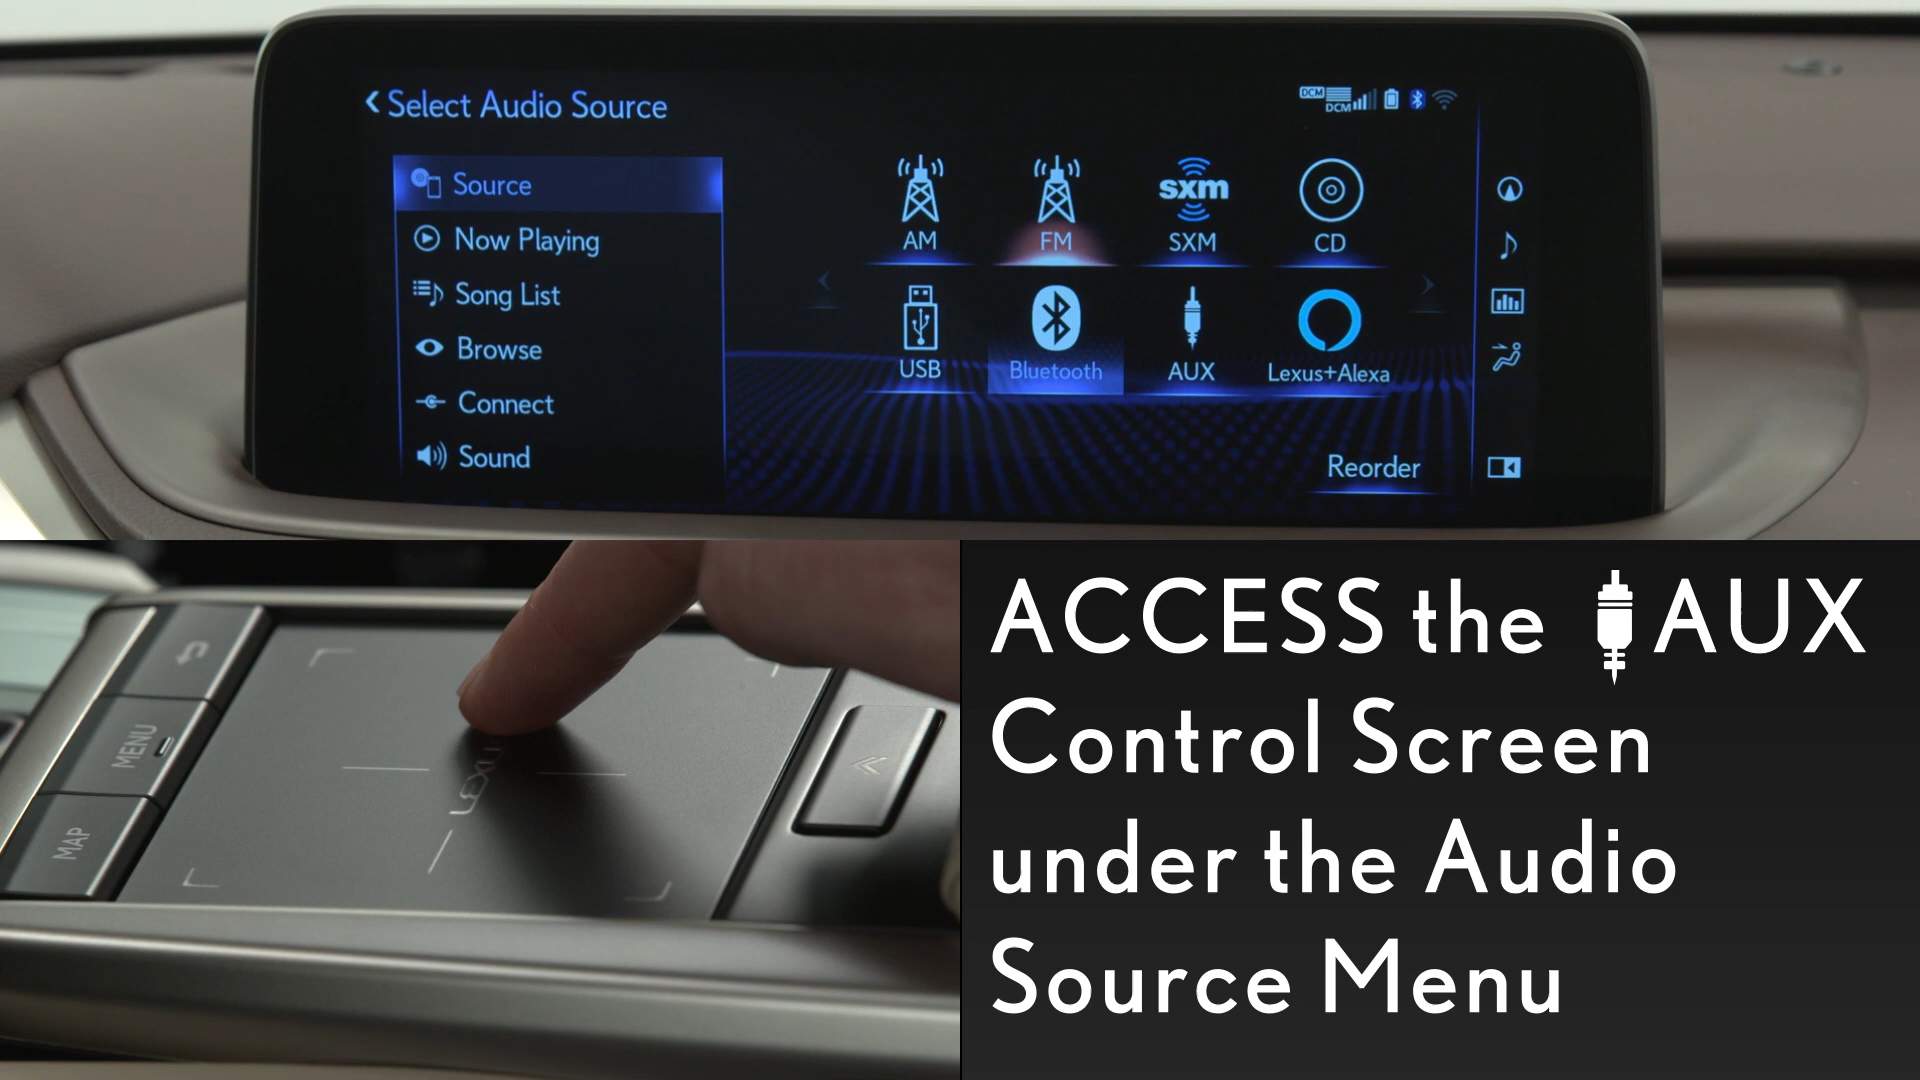 Select Audio Source
DCM
DCM
Source
Now Playing
Song List
Browse
Connect
Sound
AM
FM
sxm
SXM
CD
USB
Bluetooth
AUX
Lexus+Alexa
Reorder
MENU
MAP
LEXU
ACCESS the AUX
Control Screen
under the Audio
Source Menu